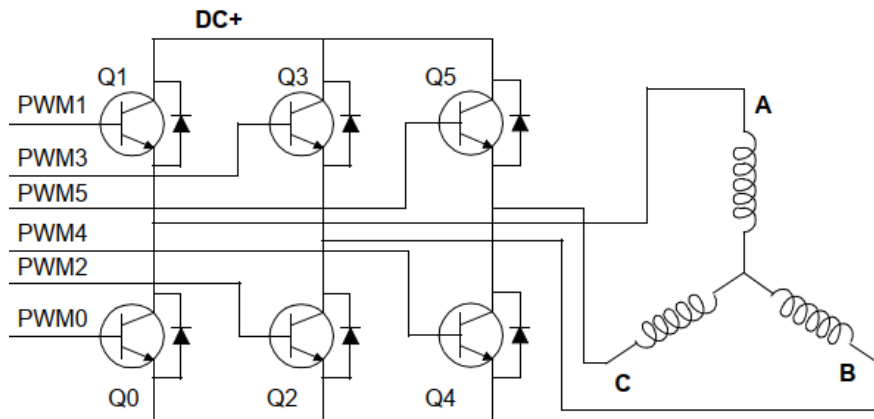 DC+
Q1 Q3 Q5
PWM1
A
PWM3
PWM5
PWM4
PWM2
PWM0
C B
Q0 Q2 Q4